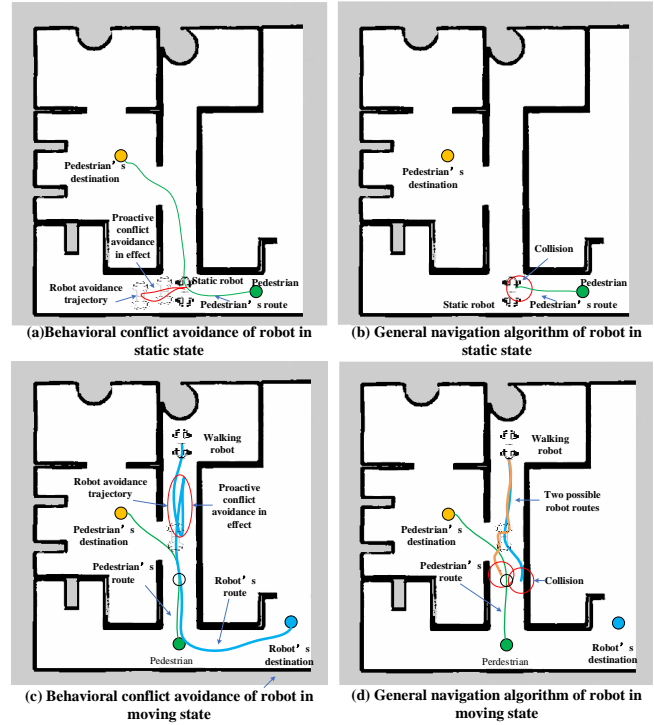 Pedestrian's
destination
Proactive
conflict
avoidance
in effect
Robot avoidance
trajectory
Static robot
Pedestrian
Pedestrian's route
(a)Behavioral conflict avoidance of robot in
static state
Pedestrian's
destination
Collision
Pedestrian
Static robot
Pedestrian's route
(b) General navigation algorithm of robot in
static state
Walking
robot
Robot avoidance
trajectory
Proactive
conflict
avoidance in
effect
Pedestrian's
destination
Pedestrian's
route
Robot's
route
Pedestrian
Robot's
destination
(c) Behavioral conflict avoidance of robot in
moving state
Walking
robot
Two possible
robot routes
Pedestrian's
destination
Pedestrian's
route
Collision
Pedestrian
Robot's
destination
(d) General navigation algorithm of robot in
moving state